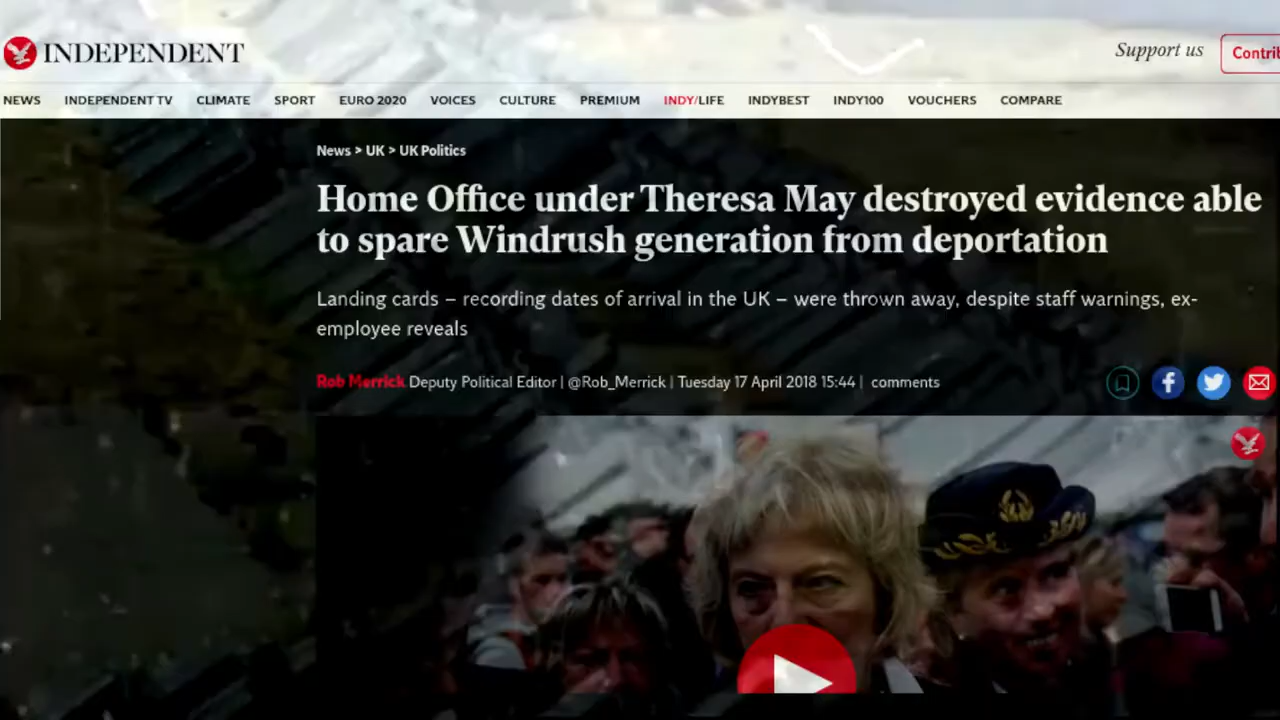 INDEPENDENT
Support us
Contrib
NEWS INDEPENDENT TV CLIMATE SPORT EURO 2020 VOICES CULTURE PREMIUM INDY/LIFE INDYBEST INDY100 VOUCHERS COMPARE
News > UK > UK Politics
Home Office under Theresa May destroyed evidence able
to spare Windrush generation from deportation
Landing cards – recording dates of arrival in the UK – were thrown away, despite staff warnings, ex-
employee reveals
Rob Merrick Deputy Political Editor | @Rob_Merrick | Tuesday 17 April 2018 15:44 | comments